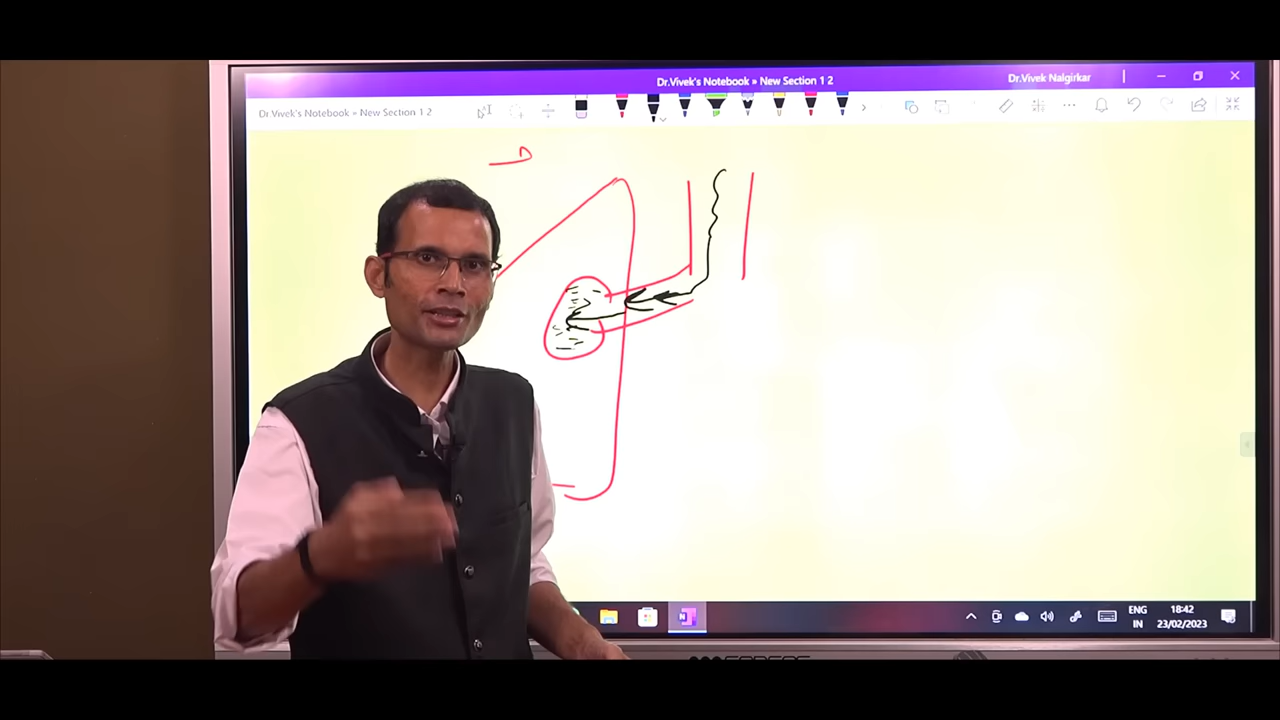 Dr.Vivek's Notebook » New Section 1 2
Dr.Vivek Nalgirkar
Dr.Vivek's Notebook » New Section 1 2
ENG
IN
18:42
23/02/2023